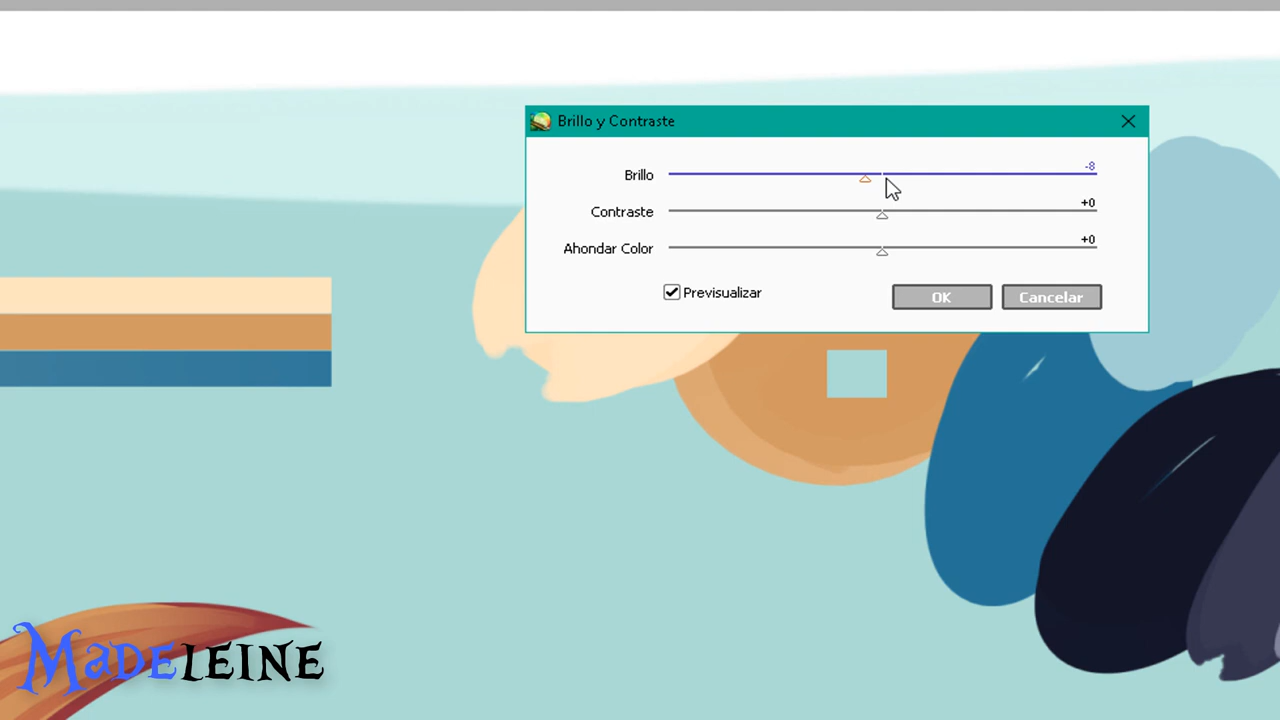 Brillo y Contraste
Brillo -8
Contraste +0
Ahondar Color +0
Previsualizar OK Cancelar
MADELEINE